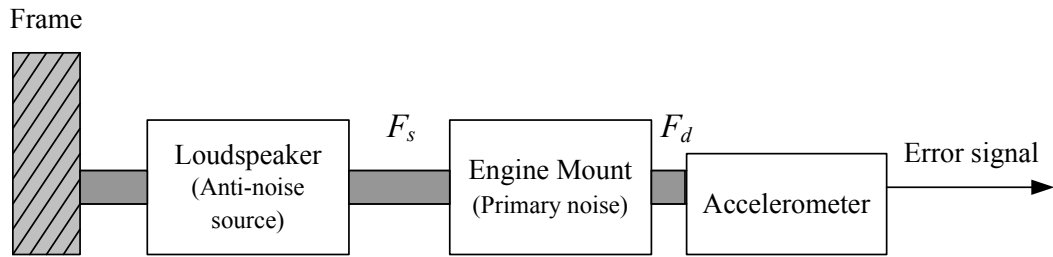 Frame
Loudspeaker
(Anti-noise
source)
F_s
Engine Mount
(Primary noise)
F_d
Accelerometer
Error signal